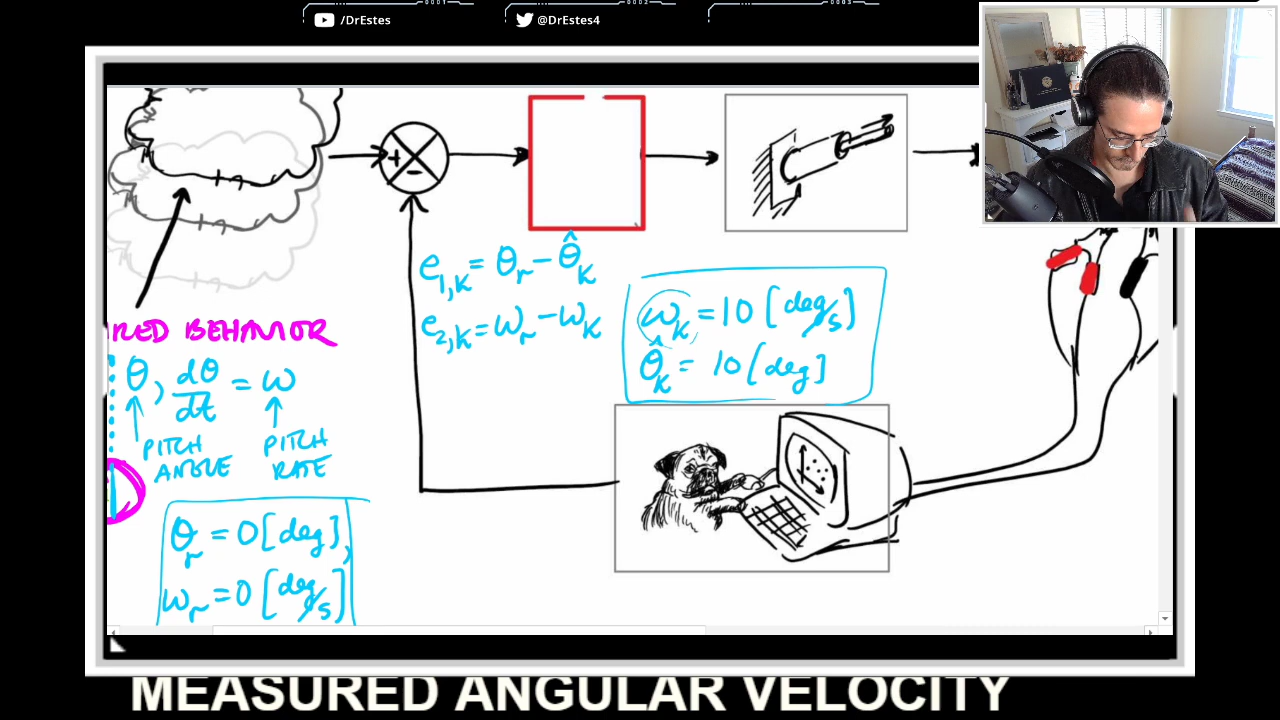 /DrEstes
@DrEstes4
+
-
e₁,ₖ = θᵣ - θ̂ₖ
e₂,ₖ = ωᵣ - ωₖ
ωₖ = 10 [deg/s]
θ̂ₖ = 10 [deg]
RED BEHAVIOR
θ, dθ/dt = ω
PITCH ANGLE
PITCH RATE
θᵣ = 0 [deg],
ωᵣ = 0 [deg/s]
MEASURED ANGULAR VELOCITY